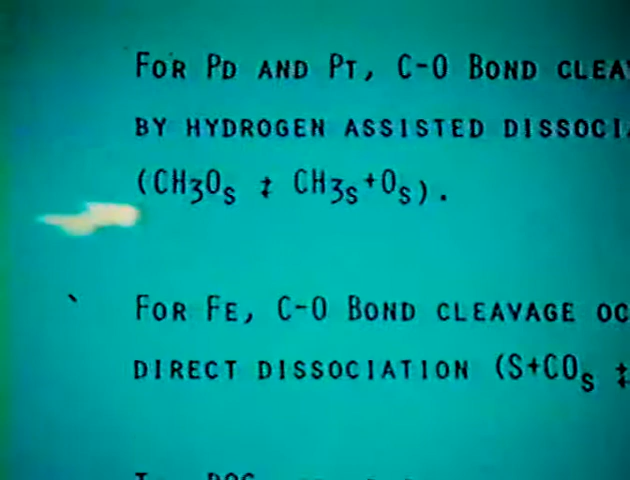 FOR PD AND PT, C-O BOND
BY HYDROGEN ASSISTED
(CH3Os ⇄ CH3s+Os).
FOR FE, C-O BOND CLEAVAGE
DIRECT DISSOCIATION (S+COs ⇄